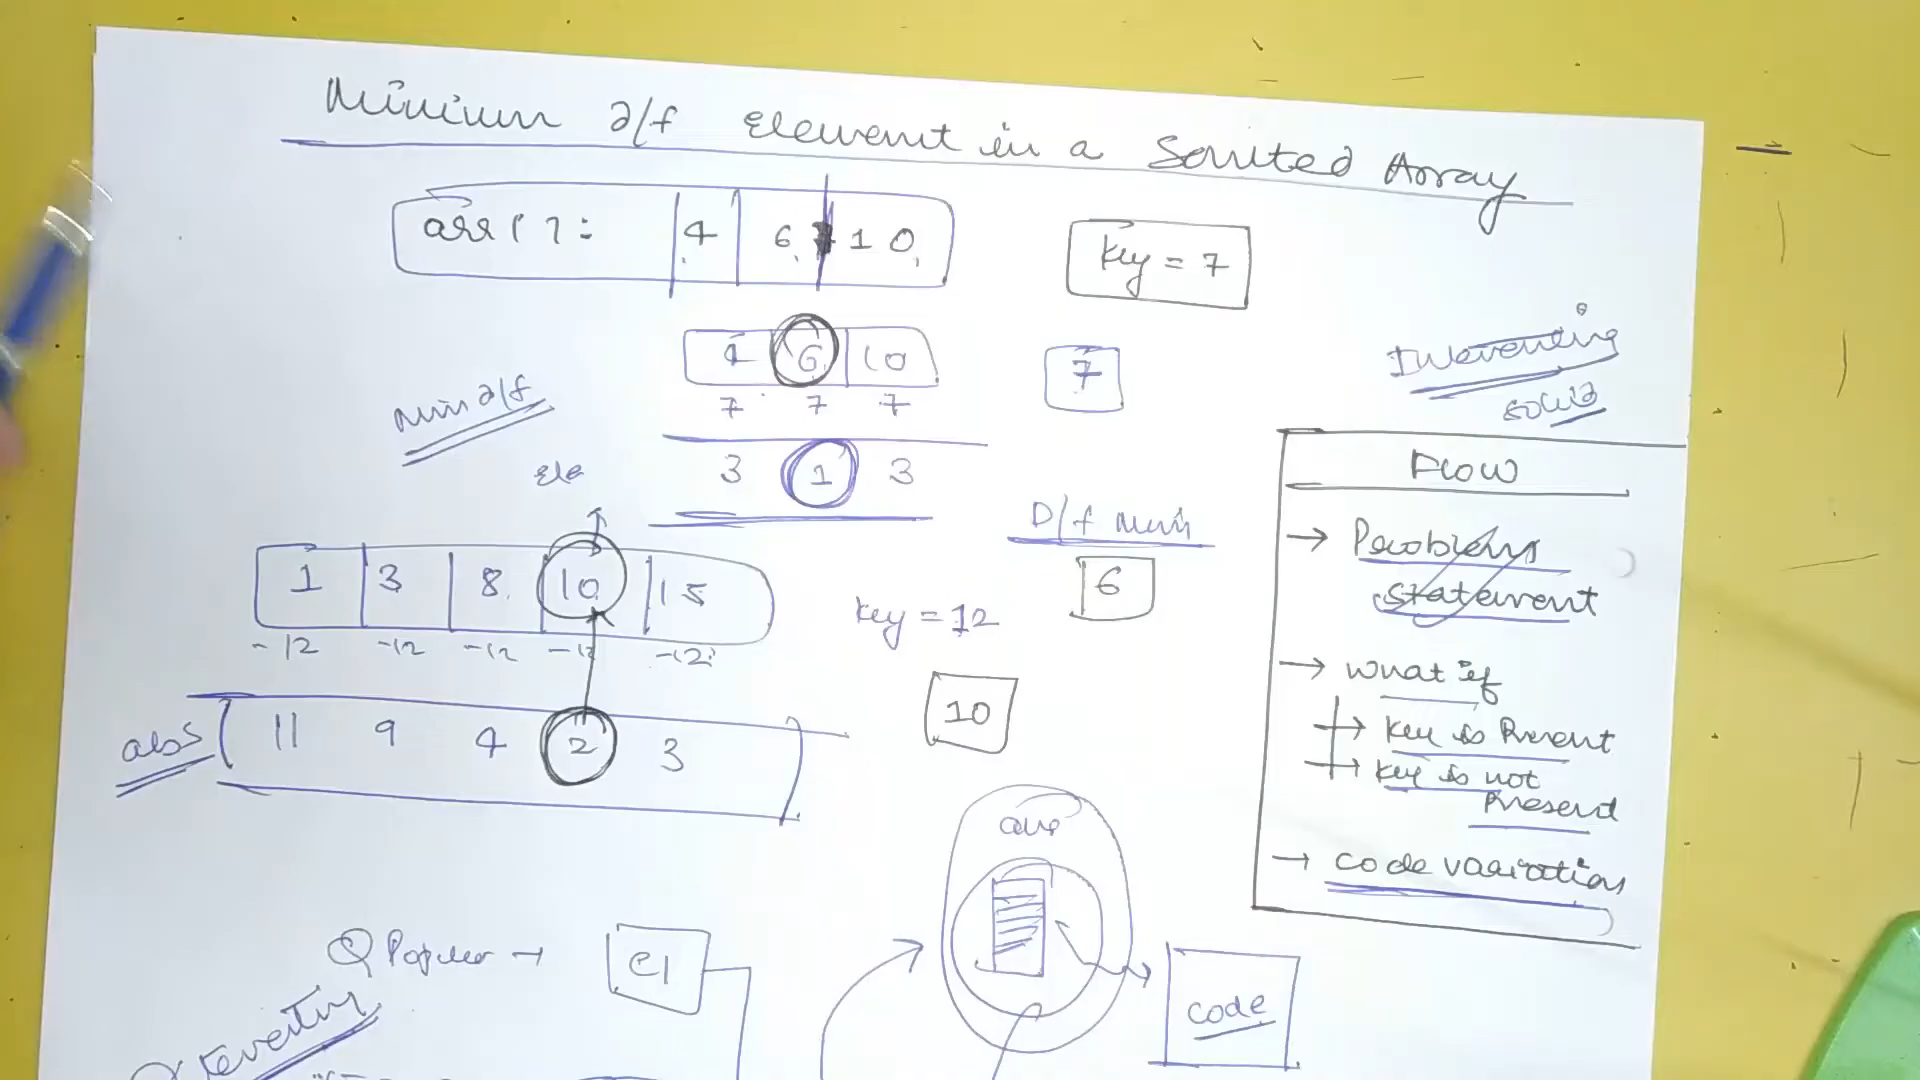 Minimum d/f Element in a Sorited Array
arr[]: 4 6 10
key = 7
4 6 10
7
7 7 7
Min d/f
3 1 3
Ele
D/f Min
6
1 3 8 10 15
key = 12
-12 -12 -12 -12 -12
10
abs 11 9 4 2 3
Interesting
Flow
→ Problem
Statement
→ What if
→ key is Present
→ key is not
Present
→ Code variation
Q Popular → C1
code